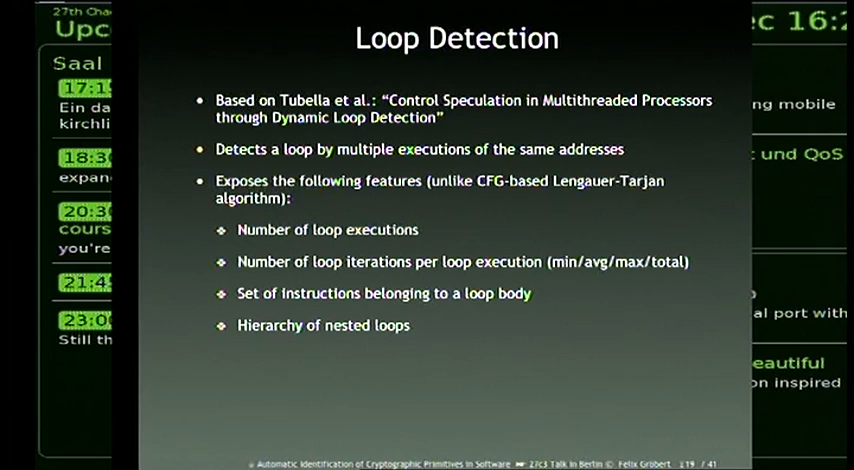 27th Cha
Upc
ec 16:2
Saal
17:1
Ein da
kirchli
18:3
expan
20:3
cours
you're
21:4
23:0
Still th
Loop Detection
• Based on Tubella et al.: “Control Speculation in Multithreaded Processors
through Dynamic Loop Detection”
• Detects a loop by multiple executions of the same addresses
• Exposes the following features (unlike CFG-based Lengauer-Tarjan
algorithm):
❖ Number of loop executions
❖ Number of loop iterations per loop execution (min/avg/max/total)
❖ Set of instructions belonging to a loop body
❖ Hierarchy of nested loops
Automatic Identification of Cryptographic Primitives in Software 27c3 Talk in Berlin © Felix Gröbert 19 / 41
ng mobile
und QoS
al port with
eautiful
on inspired